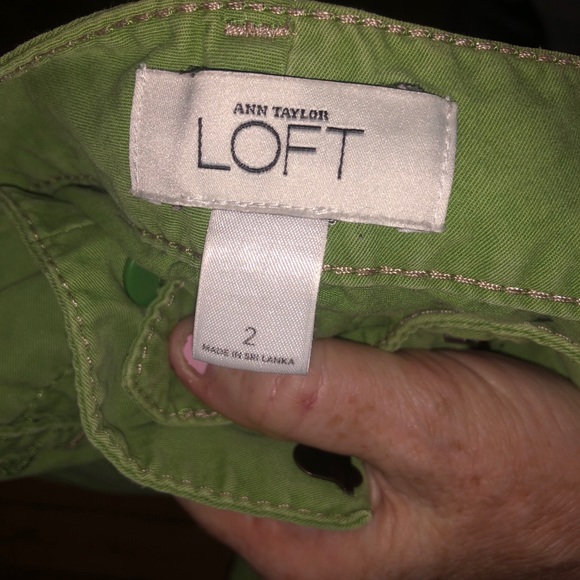 ANN TAYLOR
LOFT
2
MADE IN SRI LANKA